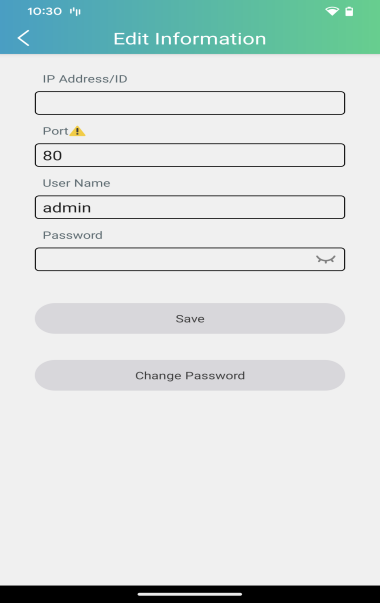 10:30
Edit Information
IP Address/ID
Port
80
User Name
admin
Password
Save
Change Password